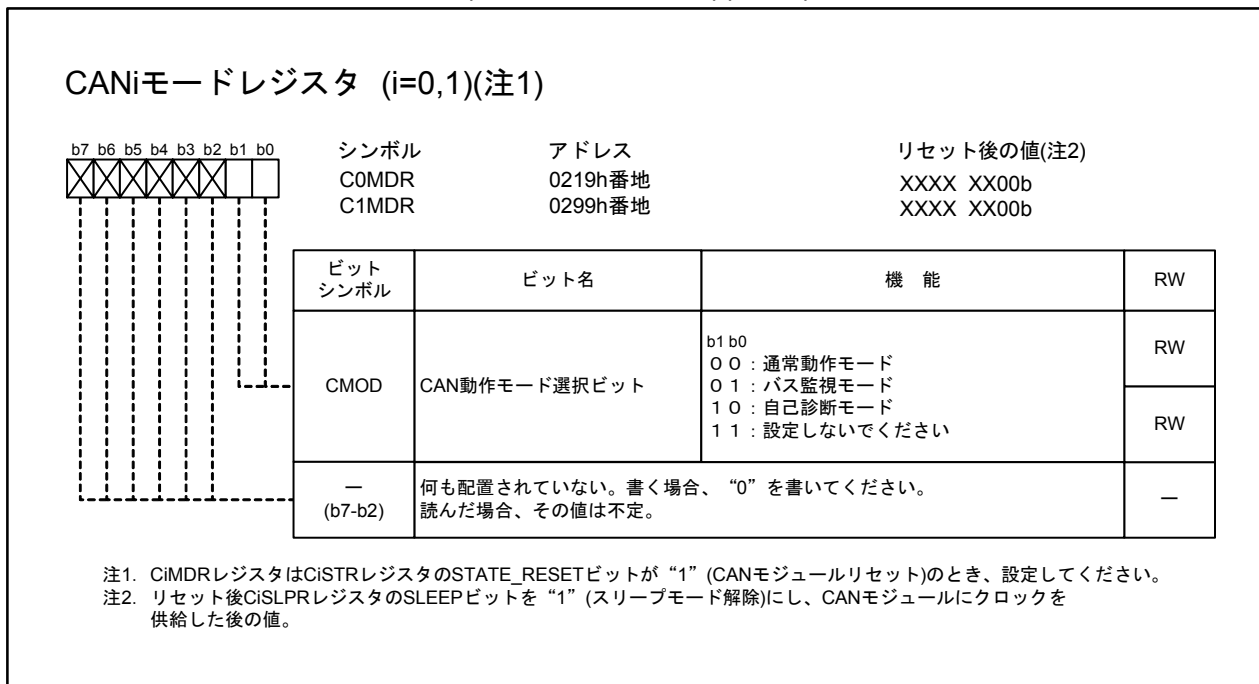 CANiモードレジスタ (i=0,1)(注1)
b7 b6 b5 b4 b3 b2 b1 b0
シンボル アドレス リセット後の値(注2)
C0MDR 0219h番地 XXXX XX00b
C1MDR 0299h番地 XXXX XX00b
ビット
シンボル
ビット名
機 能
RW
CMOD
CAN動作モード選択ビット
b1 b0
0 0:通常動作モード
0 1:バス監視モード
1 0:自己診断モード
1 1:設定しないでください
RW
RW
—
(b7-b2)
何も配置されていない。書く場合、“0”を書いてください。
読んだ場合、その値は不定。
—
注1. CiMDRレジスタはCiSTRレジスタのSTATE_RESETビットが“1”(CANモジュールリセット)のとき、設定してください。
注2. リセット後CiSLPRレジスタのSLEEPビットを“1”(スリープモード解除)にし、CANモジュールにクロックを
供給した後の値。